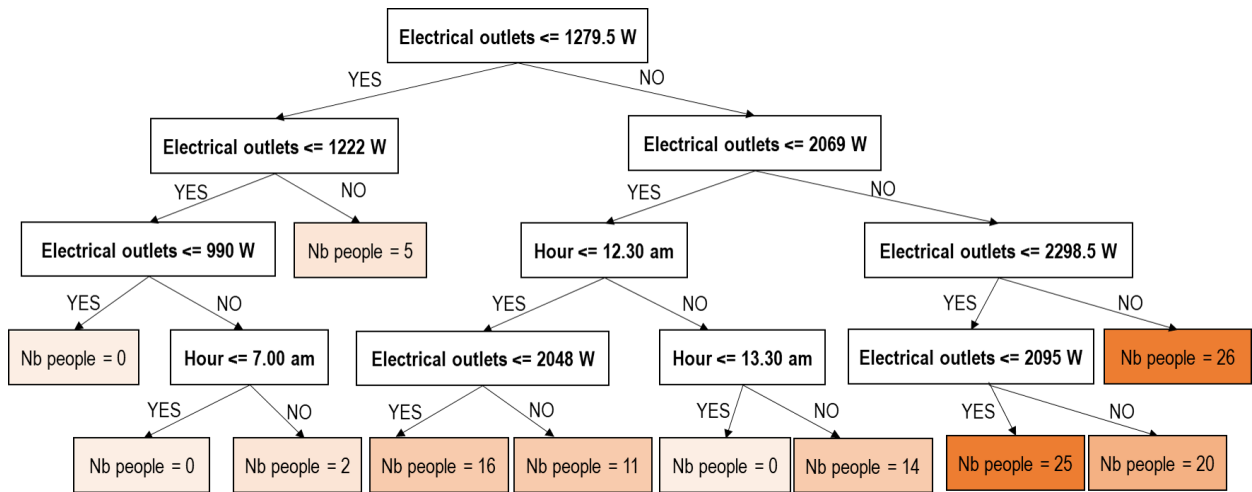 Electrical outlets <= 1279.5 W
YES
NO
Electrical outlets <= 1222 W
Electrical outlets <= 2069 W
YES
NO
YES
NO
Electrical outlets <= 990 W
Nb people = 5
Hour <= 12.30 am
Electrical outlets <= 2298.5 W
YES
NO
YES
NO
YES
NO
Nb people = 0
Hour <= 7.00 am
Electrical outlets <= 2048 W
Hour <= 13.30 am
Electrical outlets <= 2095 W
Nb people = 26
YES
NO
YES
NO
YES
NO
YES
NO
Nb people = 0
Nb people = 2
Nb people = 16
Nb people = 11
Nb people = 0
Nb people = 14
Nb people = 25
Nb people = 20